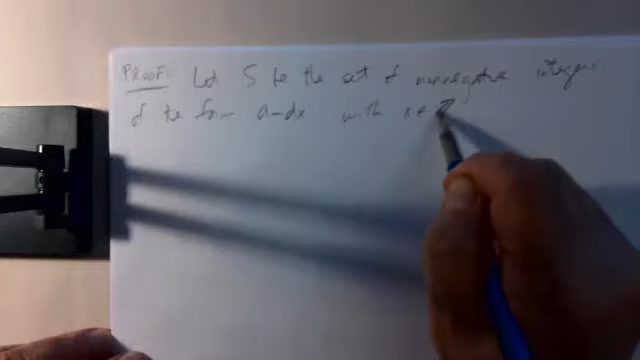 PROOF: Let S be the set of nonnegative integers
of the form a-dx with x ∈ ℤ